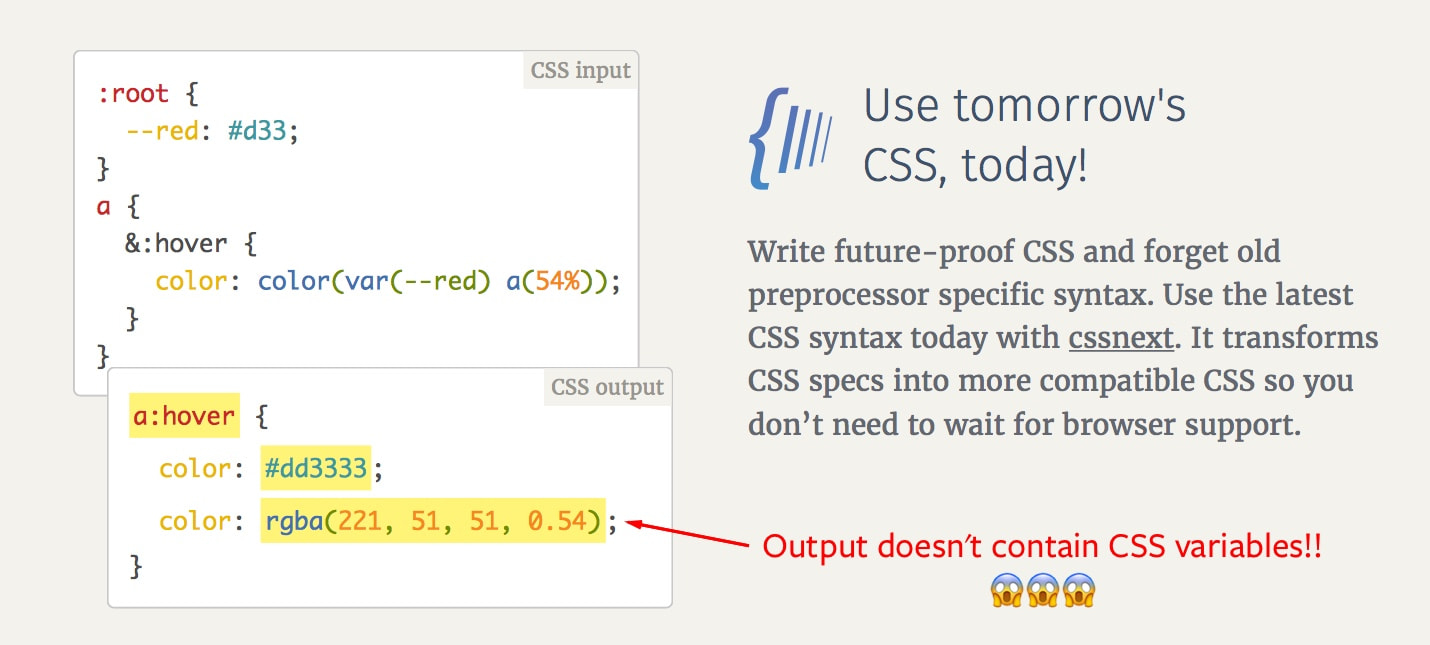 CSS input
:root {
--red: #d33;
}
a {
&:hover {
color: color(var(--red) a(54%));
}
}
CSS output
a:hover {
color: #dd3333;
color: rgba(221, 51, 51, 0.54);
}
Use tomorrow's
CSS, today!
Write future-proof CSS and forget old
preprocessor specific syntax. Use the latest
CSS syntax today with cssnext. It transforms
CSS specs into more compatible CSS so you
don’t need to wait for browser support.
Output doesn't contain CSS variables!!
😱😱😱